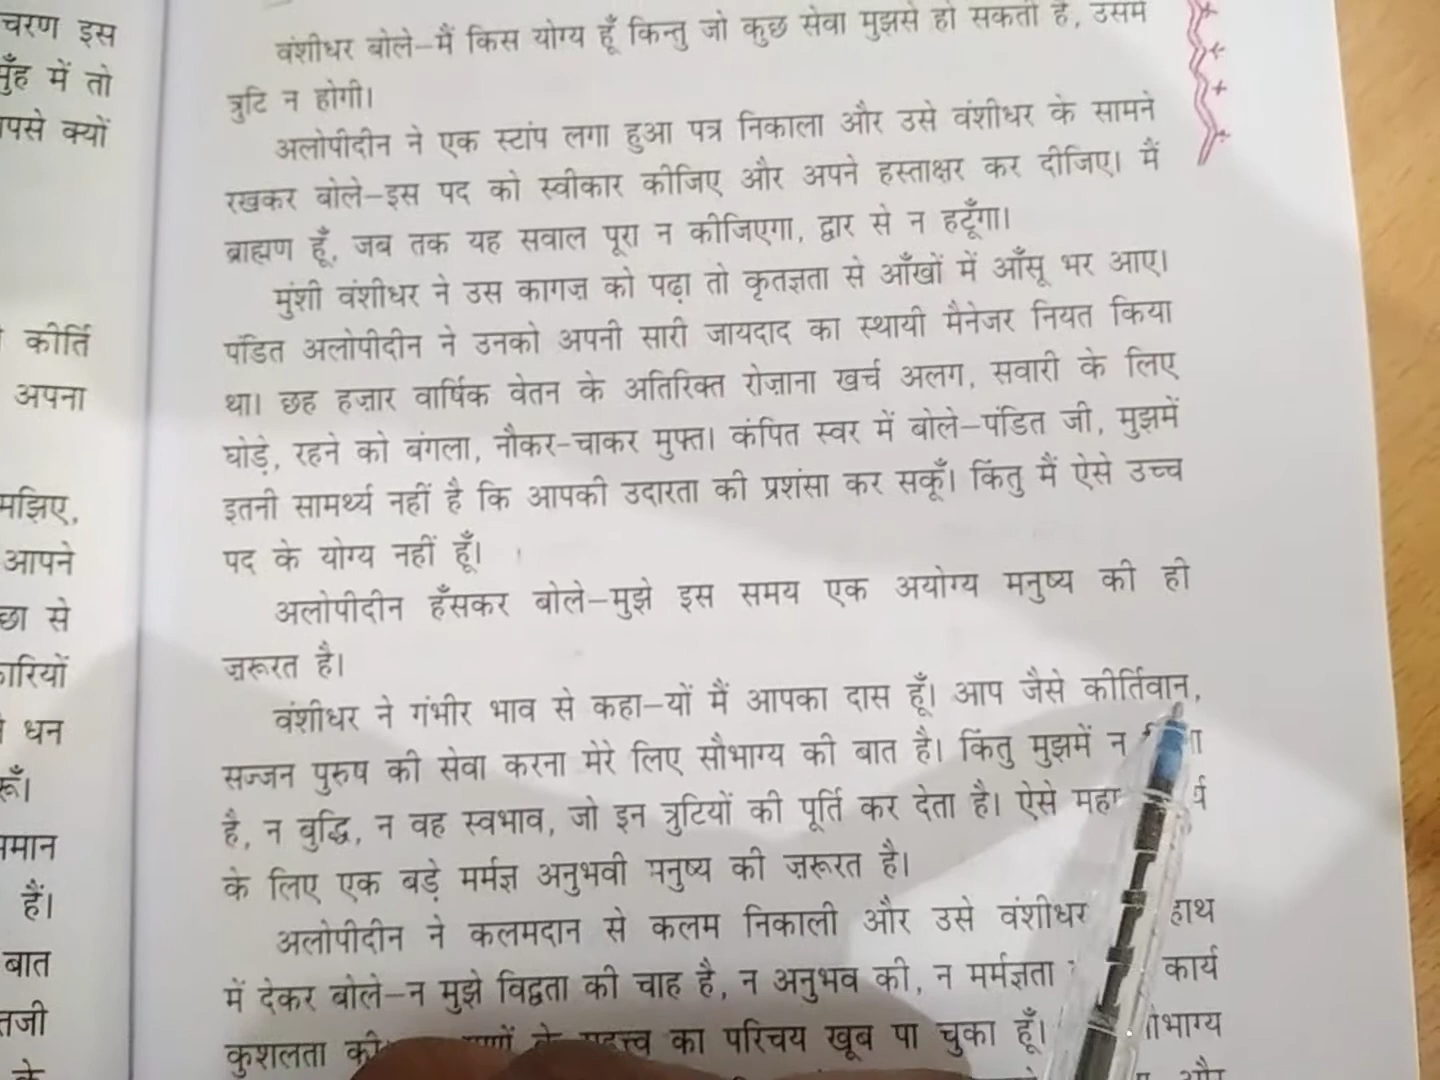 चरण इस
मुँह में तो
आपसे क्यों
कीर्ति
अपना
समझिए,
आपने
से
धन
हैं।
बात
वंशीधर बोले–मैं किस योग्य हूँ किन्तु जो कुछ सेवा मुझसे हो सकती है, उसमें
त्रुटि न होगी।
अलोपीदीन ने एक स्टांप लगा हुआ पत्र निकाला और उसे वंशीधर के सामने
रखकर बोले–इस पद को स्वीकार कीजिए और अपने हस्ताक्षर कर दीजिए। मैं
ब्राह्मण हूँ, जब तक यह सवाल पूरा न कीजिएगा, द्वार से न हटूँगा।
मुंशी वंशीधर ने उस कागज़ को पढ़ा तो कृतज्ञता से आँखों में आँसू भर आए।
पंडित अलोपीदीन ने उनको अपनी सारी जायदाद का स्थायी मैनेजर नियत किया
था। छह हज़ार वार्षिक वेतन के अतिरिक्त रोज़ाना खर्च अलग, सवारी के लिए
घोड़े, रहने को बंगला, नौकर-चाकर मुफ्त। कंपित स्वर में बोले–पंडित जी, मुझमें
इतनी सामर्थ्य नहीं है कि आपकी उदारता की प्रशंसा कर सकूँ। किंतु मैं ऐसे उच्च
पद के योग्य नहीं हूँ।
अलोपीदीन हँसकर बोले–मुझे इस समय एक अयोग्य मनुष्य की ही
ज़रूरत है।
वंशीधर ने गंभीर भाव से कहा–यों मैं आपका दास हूँ। आप जैसे कीर्तिवान,
सज्जन पुरुष की सेवा करना मेरे लिए सौभाग्य की बात है। किंतु मुझमें न
है, न बुद्धि, न वह स्वभाव, जो इन त्रुटियों की पूर्ति कर देता है। ऐसे
के लिए एक बड़े मर्मज्ञ अनुभवी मनुष्य की ज़रूरत है।
अलोपीदीन ने कलमदान से कलम निकाली और उसे वंशीधर हाथ
में देकर बोले–न मुझे विद्वता की चाह है, न अनुभव की, न मर्मज्ञता कार्य
कुशलता की का परिचय खूब पा चुका हूँ।
और